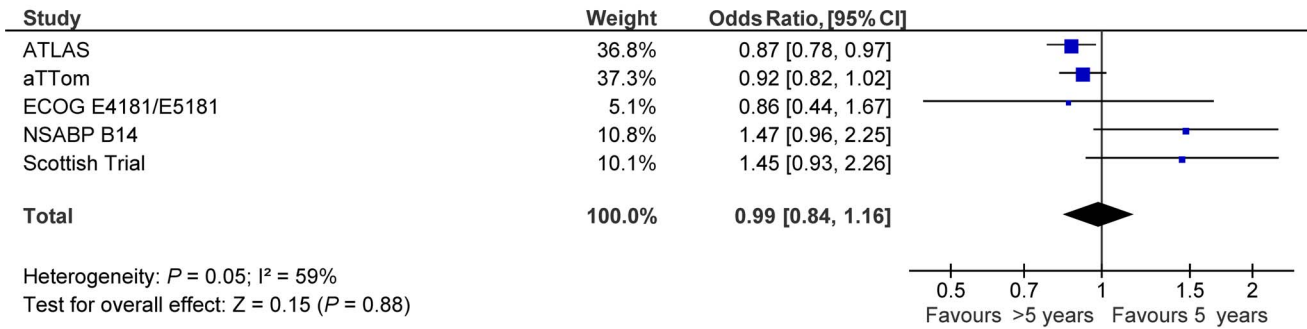 Study Weight Odds Ratio, [95% CI]
ATLAS 36.8% 0.87 [0.78, 0.97]
aTTom 37.3% 0.92 [0.82, 1.02]
ECOG E4181/E5181 5.1% 0.86 [0.44, 1.67]
NSABP B14 10.8% 1.47 [0.96, 2.25]
Scottish Trial 10.1% 1.45 [0.93, 2.26]
Total 100.0% 0.99 [0.84, 1.16]
Heterogeneity: P = 0.05; I² = 59%
Test for overall effect: Z = 0.15 (P = 0.88)
0.5 0.7 1 1.5 2
Favours >5 years Favours 5 years